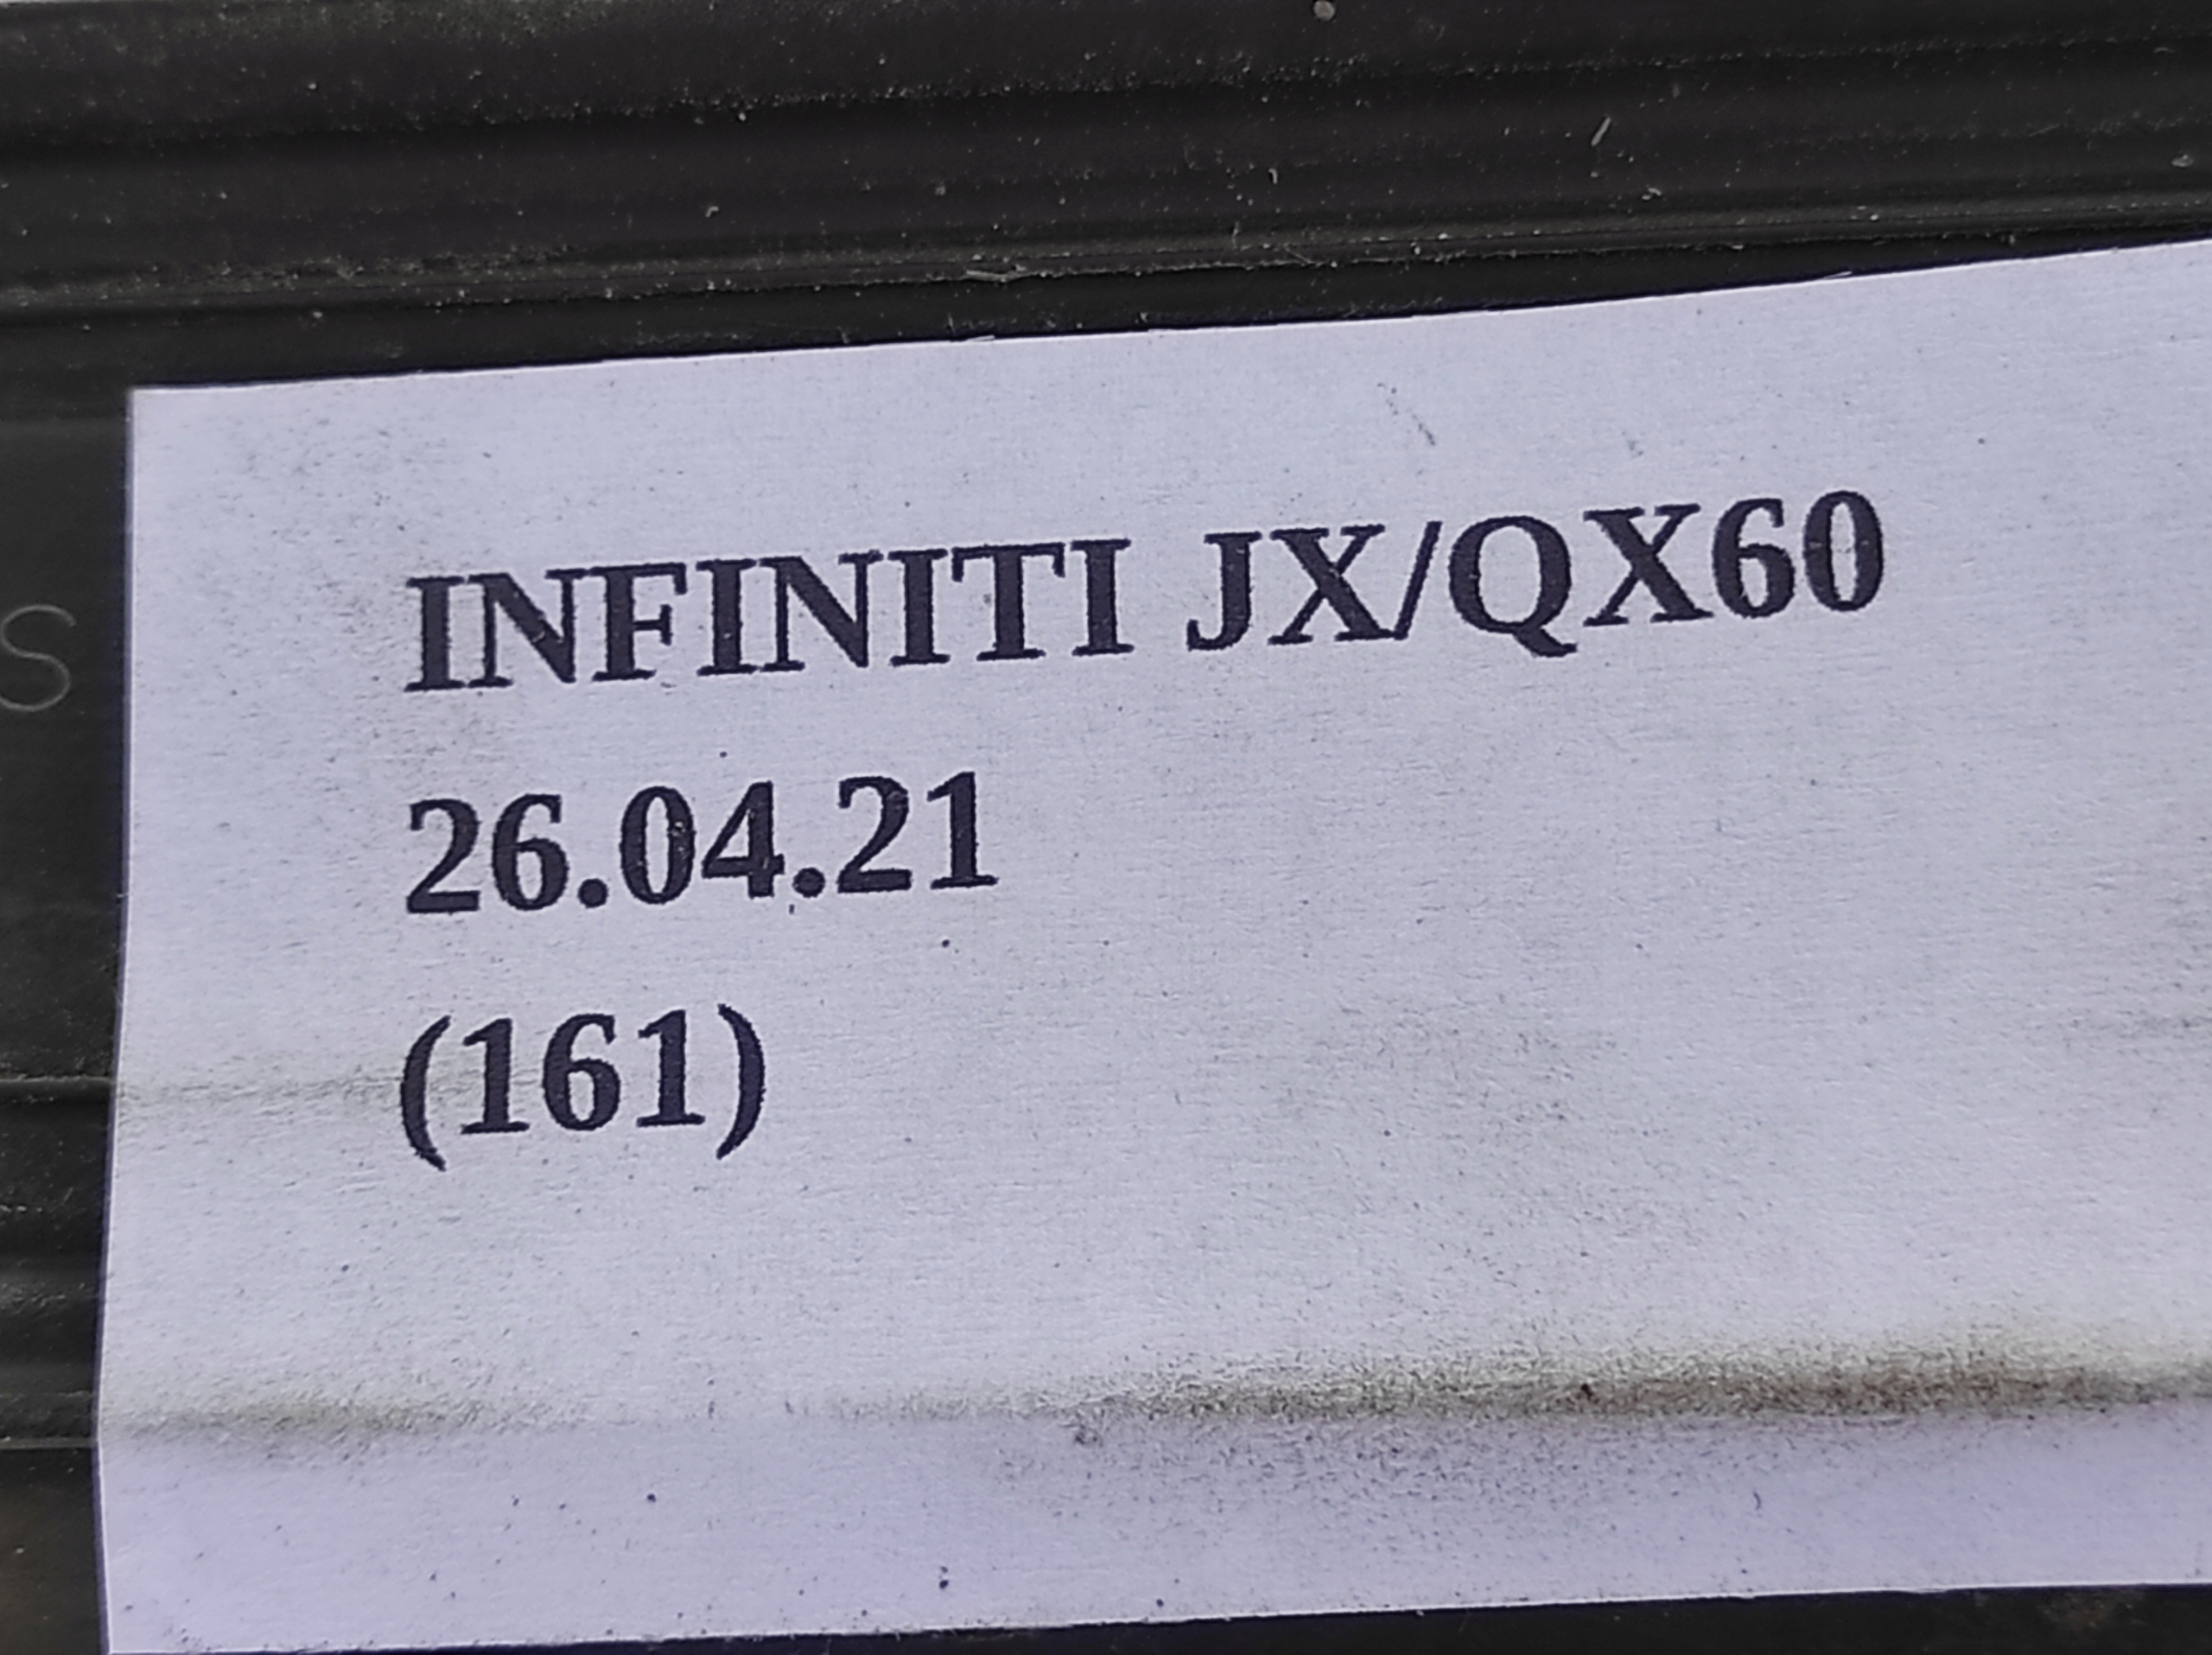 INFINITI JX/QX60
S
26.04.21
(161)